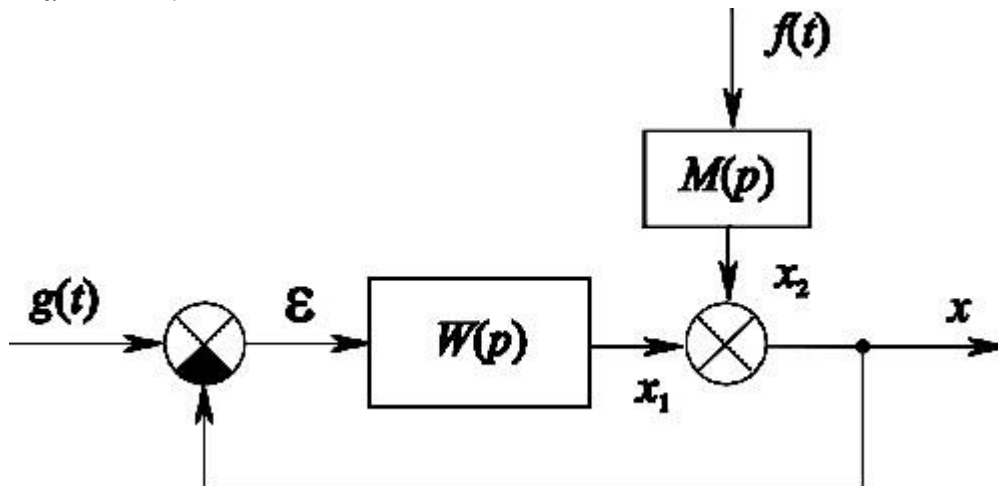 f(t)
M(p)
g(t)
ε
W(p)
x₁
x₂
x